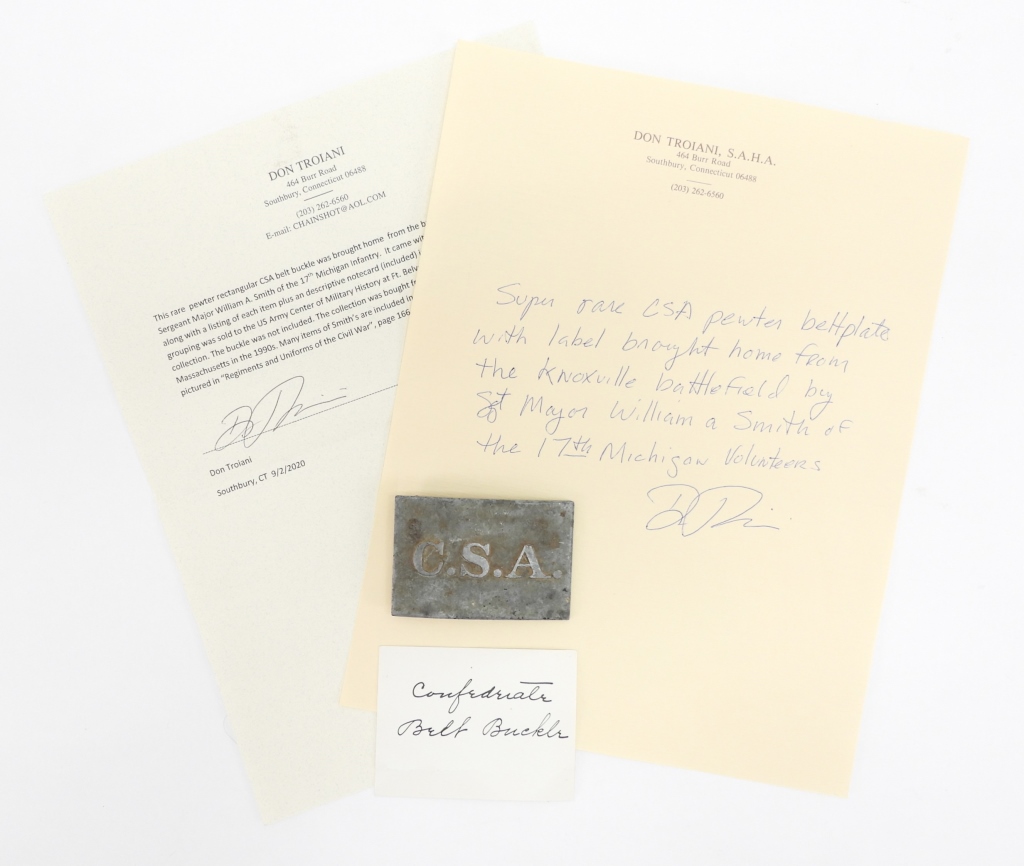 DON TROIANI
464 Burr Road
Southbury, Connecticut 06488
(203) 262-6560
E-mail: CHAINSHOT@AOL.COM
This rare pewter rectangular CSA belt buckle was brought home from the
Sergeant Major William A. Smith of the 17th Michigan Infantry. It came
along with a listing of each item plus an descriptive notecard (included)
grouping was sold to the US Army Center of Military History at Ft.
collection. The buckle was not included. The collection was bought
Massachusetts in the 1990s. Many items of Smith's are included in
pictured in "Regiments and Uniforms of the Civil War", page 166
Don Troiani
Southbury, CT 9/2/2020
DON TROIANI, S.A.H.A.
464 Burr Road
Southbury, Connecticut 06488
(203) 262-6560
Super rare CSA pewter beltplate
with label brought home from
the Knoxville battlefield by
Sgt Major William a Smith of
the 17th Michigan Volunteers
C.S.A.
Confedreate
Belt Buckle